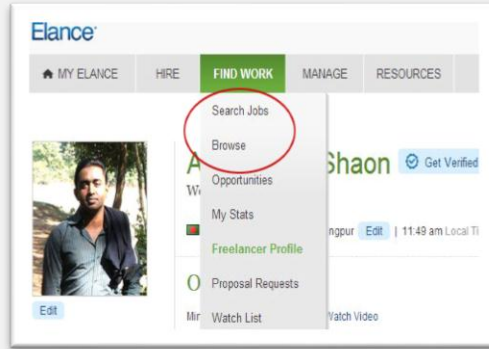 Elance
MY ELANCE HIRE FIND WORK MANAGE RESOURCES
Search Jobs
Browse
Shaon Get Verified
Opportunities
My Stats
Edit | 11:49 am Local
Freelancer Profile
Proposal Requests
Edit
Watch List
Watch Video